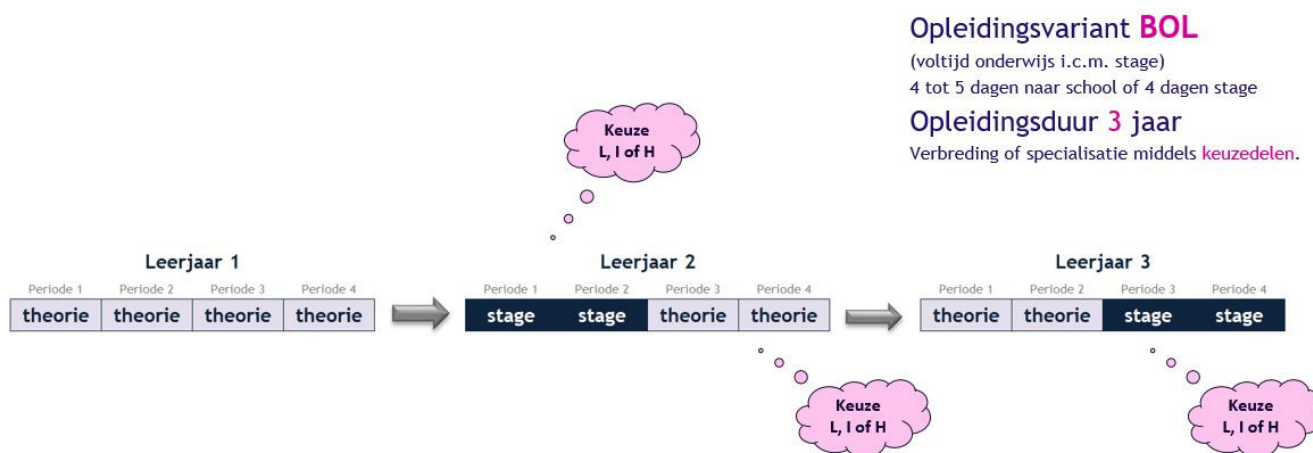 Opleidingsvariant BOL
(voltijd onderwijs i.c.m. stage)
4 tot 5 dagen naar school of 4 dagen stage
Opleidingsduur 3 jaar
Verbreding of specialisatie middels keuzedelen.
Keuze
L, I of H
Leerjaar 1
Periode 1 Periode 2 Periode 3 Periode 4
theorie theorie theorie theorie
Leerjaar 2
Periode 1 Periode 2 Periode 3 Periode 4
stage stage theorie theorie
Leerjaar 3
Periode 1 Periode 2 Periode 3 Periode 4
theorie theorie stage stage
Keuze
L, I of H
Keuze
L, I of H